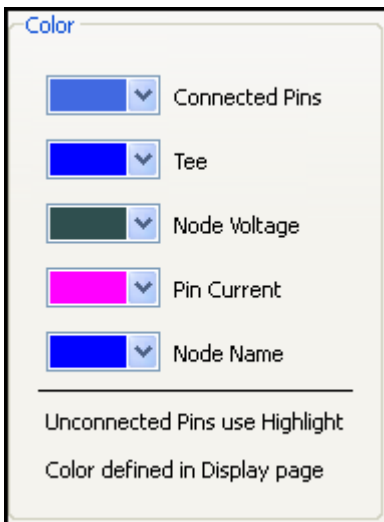 Color
Connected Pins
Tee
Node Voltage
Pin Current
Node Name
Unconnected Pins use Highlight
Color defined in Display page